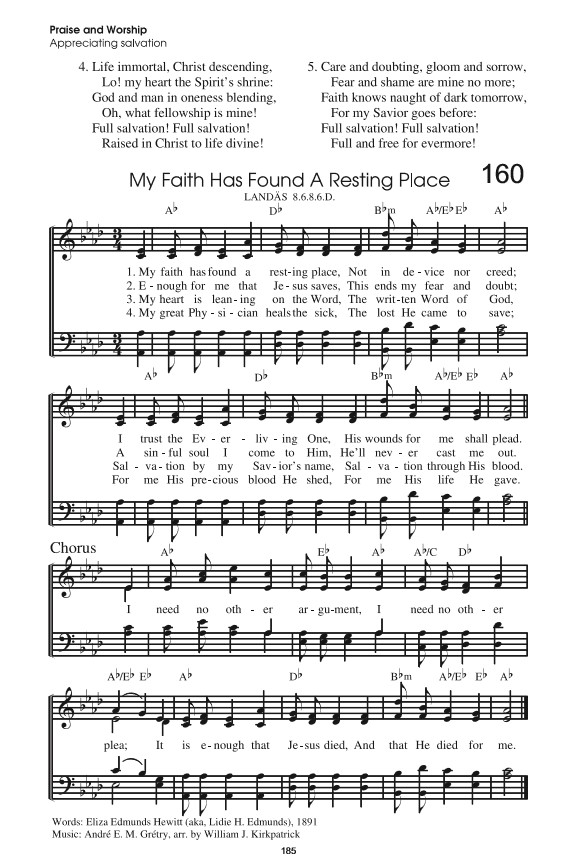 Praise and Worship
Appreciating salvation
4. Life immortal, Christ descending,
Lo! my heart the Spirit's shrine:
God and man in oneness blending,
Oh, what fellowship is mine!
Full salvation! Full salvation!
Raised in Christ to life divine!
5. Care and doubting, gloom and sorrow,
Fear and shame are mine no more;
Faith knows naught of dark tomorrow,
For my Savior goes before:
Full salvation! Full salvation!
Full and free for evermore!
My Faith Has Found A Resting Place
160
LANDÅS 8.6.8.6.D.
A♭ D♭ B♭m A♭/E♭ E♭ A♭
3 4
1. My faith has found a rest-ing place, Not in de - vice nor creed;
2. E - nough for me that Je - sus saves, This ends my fear and doubt;
3. My heart is lean - ing on the Word, The writ-ten Word of God,
4. My great Phy - si - cian heals the sick, The lost He came to save;
3 4
A♭ D♭ B♭m A♭/E♭ E♭ A♭
I trust the Ev - er - liv - ing One, His wounds for me shall plead.
A sin - ful soul I come to Him, He'll nev - er cast me out.
Sal - va - tion by my Sav - ior's name, Sal - va - tion through His blood.
For me His pre-cious blood He shed, For me His life He gave.
Chorus
A♭ E♭ A♭ A♭/C D♭
I need no oth - er ar - gu-ment, I need no oth - er
A♭/E♭ E♭ A♭ D♭ B♭m A♭/E♭ E♭ A♭
plea; It is e - nough that Je - sus died, And that He died for me.
Words: Eliza Edmunds Hewitt (aka, Lidie H. Edmunds), 1891
Music: André E. M. Grétry, arr. by William J. Kirkpatrick
185